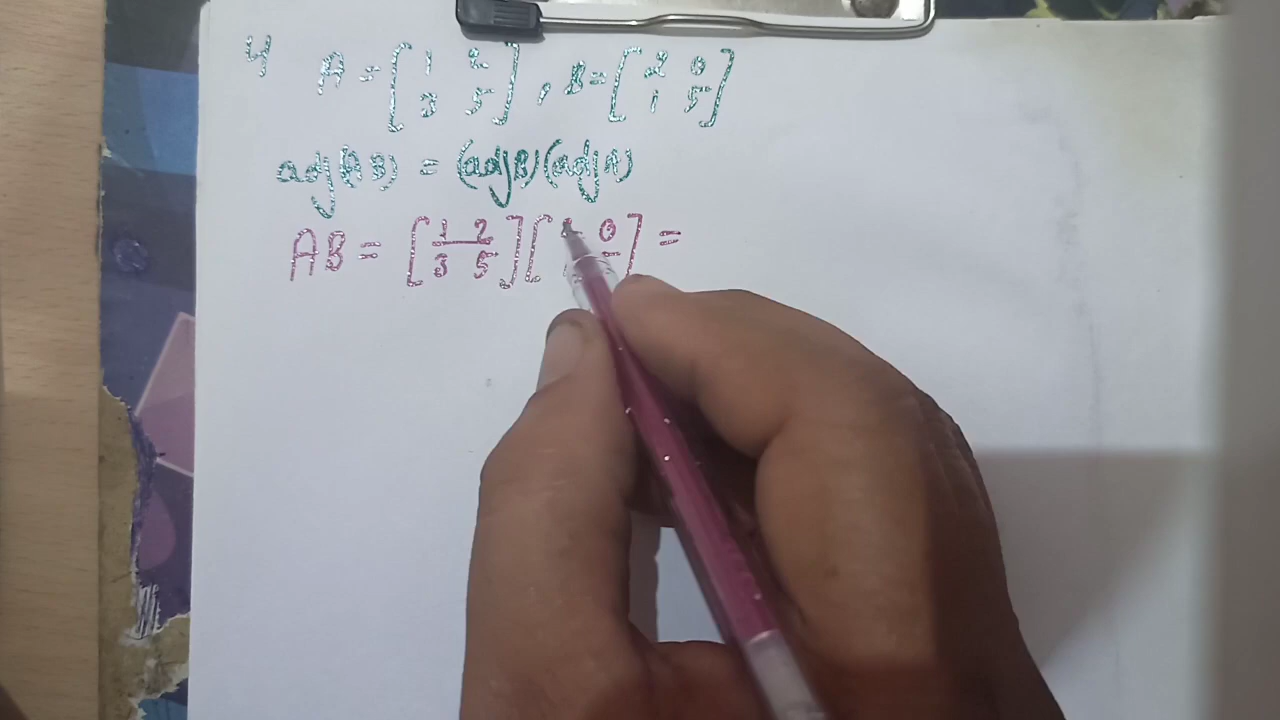 4 A = [1 2 3 5], B = [2 0 1 5]
adj(AB) = (adjB)(adjA)
AB = [1 2 3 5][ 0 ] =